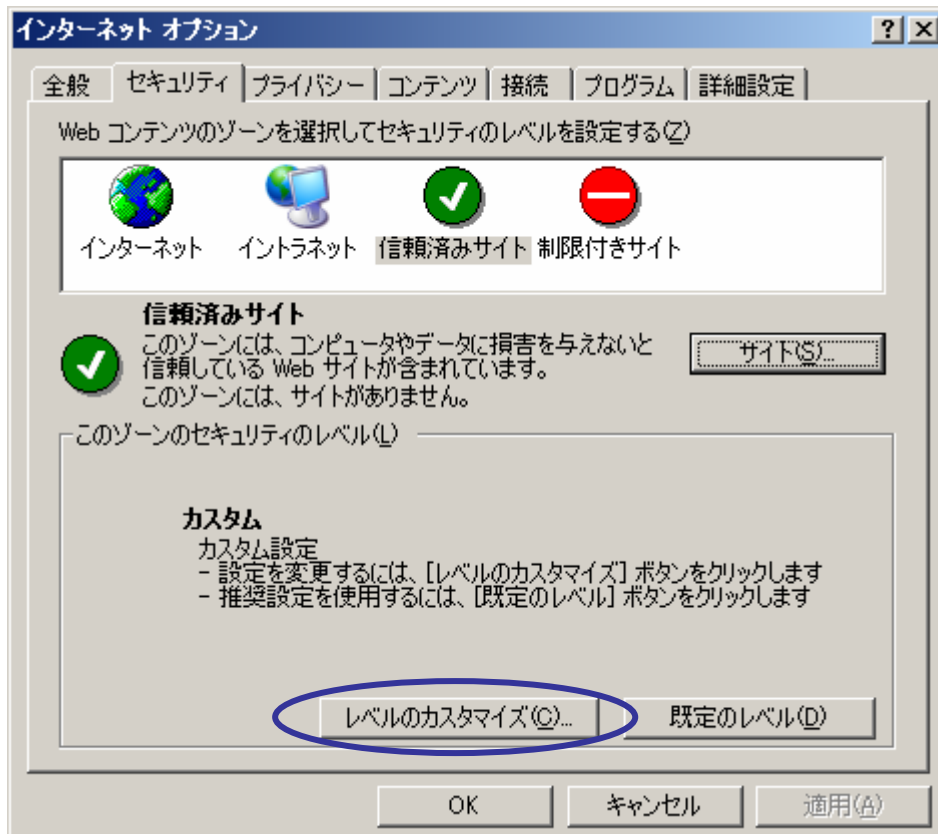 インターネット オプション
全般 セキュリティ プライバシー コンテンツ 接続 プログラム 詳細設定
Web コンテンツのゾーンを選択してセキュリティのレベルを設定する(Z)
インターネット イントラネット 信頼済みサイト 制限付きサイト
信頼済みサイト
このゾーンには、コンピュータやデータに損害を与えないと
信頼している Web サイトが含まれています。
このゾーンには、サイトがありません。
サイト(S)...
このゾーンのセキュリティのレベル(L)
カスタム
カスタム設定
- 設定を変更するには、[レベルのカスタマイズ] ボタンをクリックします
- 推奨設定を使用するには、[既定のレベル] ボタンをクリックします
レベルのカスタマイズ(C)... 既定のレベル(D)
OK キャンセル 適用(A)